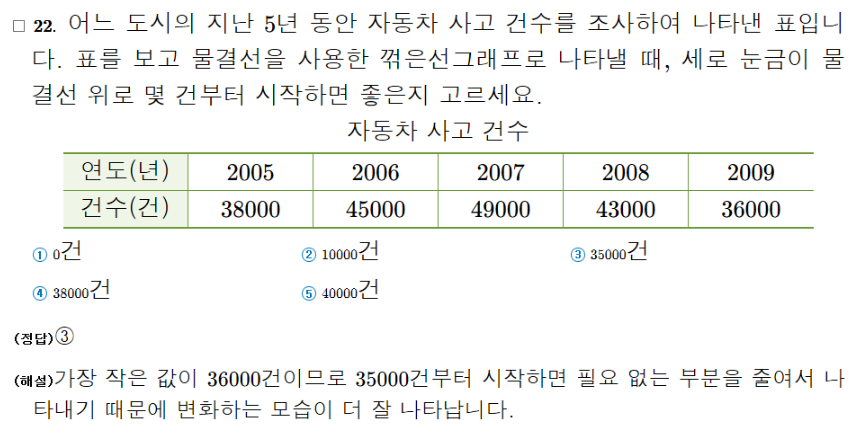 □ 22. 어느 도시의 지난 5년 동안 자동차 사고 건수를 조사하여 나타낸 표입니
다. 표를 보고 물결선을 사용한 꺾은선그래프로 나타낼 때, 세로 눈금이 물
결선 위로 몇 건부터 시작하면 좋은지 고르세요.
자동차 사고 건수
연도(년) 2005 2006 2007 2008 2009
건수(건) 38000 45000 49000 43000 36000
① 0건 ② 10000건 ③ 35000건
④ 38000건 ⑤ 40000건
(정답)③
(해설)가장 작은 값이 36000건이므로 35000건부터 시작하면 필요 없는 부분을 줄여서 나
타내기 때문에 변화하는 모습이 더 잘 나타납니다.